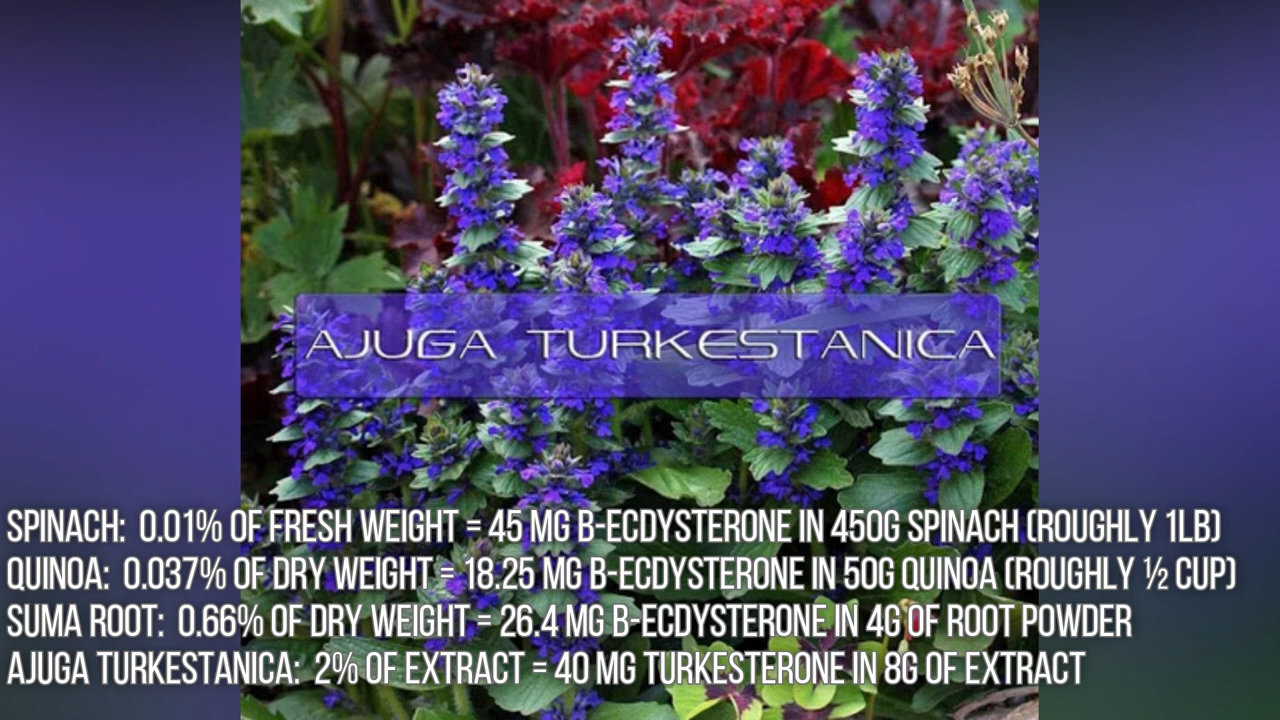 AJUGA TURKESTANICA
SPINACH: 0.01% OF FRESH WEIGHT = 45 MG B-ECDYSTERONE IN 450G SPINACH (ROUGHLY 1LB)
QUINOA: 0.037% OF DRY WEIGHT = 18.25 MG B-ECDYSTERONE IN 50G QUINOA (ROUGHLY ½ CUP)
SUMA ROOT: 0.66% OF DRY WEIGHT = 26.4 MG B-ECDYSTERONE IN 4G OF ROOT POWDER
AJUGA TURKESTANICA: 2% OF EXTRACT = 40 MG TURKESTERONE IN 8G OF EXTRACT